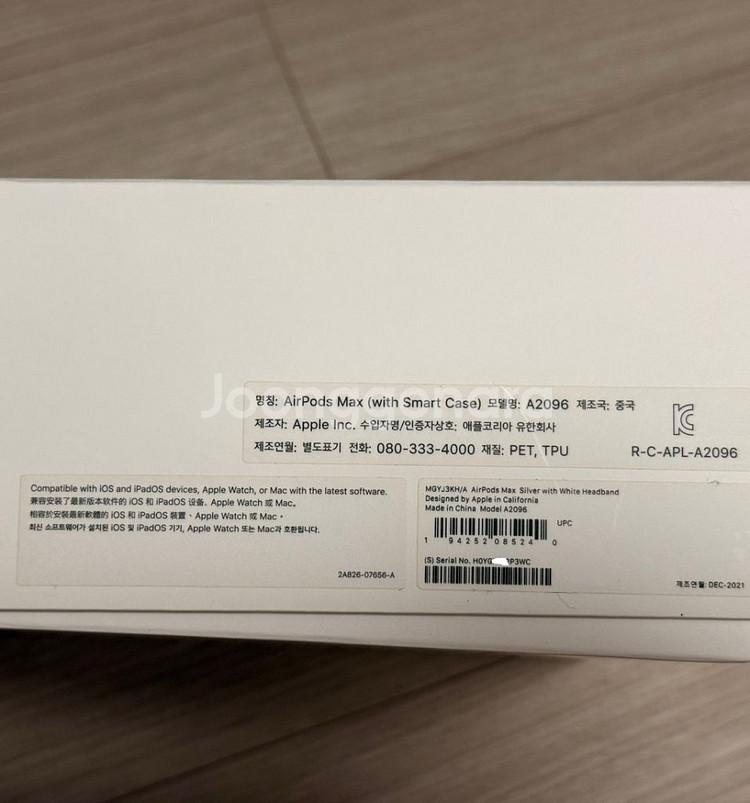 Joonggonara
명칭: AirPods Max (with Smart Case) 모델명: A2096 제조국: 중국
제조자: Apple Inc. 수입자명/인증자상호: 애플코리아 유한회사
제조연월: 별도표기 전화: 080-333-4000 재질: PET, TPU
R-C-APL-A2096
Compatible with iOS and iPadOS devices, Apple Watch, or Mac with the latest software.
兼容安装了最新版本软件的 iOS 和 iPadOS 设备、Apple Watch 或 Mac。
相容於安裝最新軟體的 iOS 和 iPadOS 裝置、Apple Watch 或 Mac。
최신 소프트웨어가 설치된 iOS 및 iPadOS 기기, Apple Watch 또는 Mac과 호환됩니다.
2AB26-07656-A
MGYJ3KH/A AirPods Max Silver with White Headband
Designed by Apple in California
Made in China Model A2096
UPC
1 94252 08524 0
(S) Serial No.
제조연월: DEC-2021